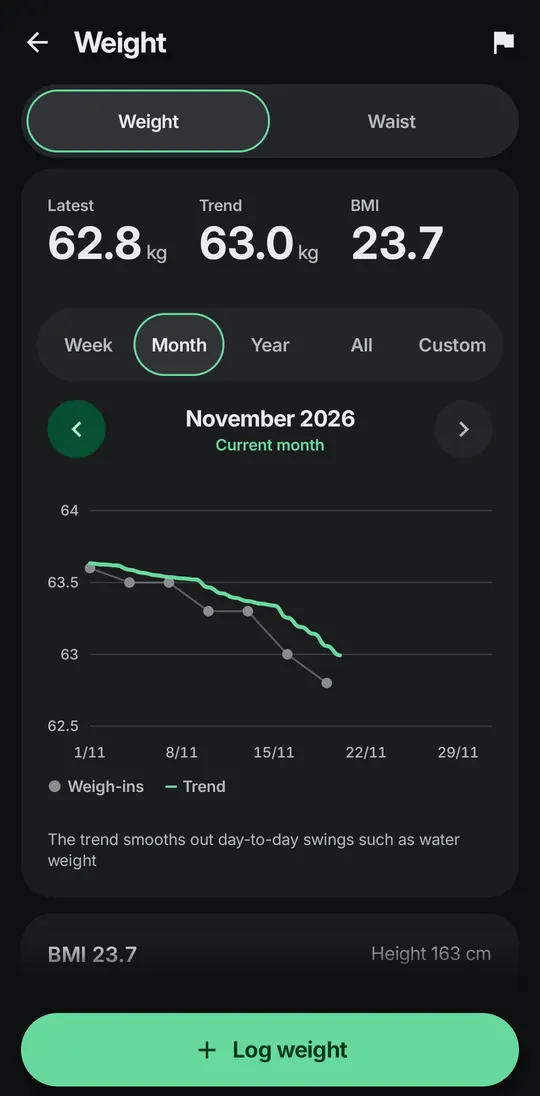 Weight
Weight Waist
Latest Trend BMI
62.8 kg 63.0 kg 23.7
Week Month Year All Custom
November 2026
Current month
64
63.5
63
62.5
1/11 8/11 15/11 22/11 29/11
Weigh-ins Trend
The trend smooths out day-to-day swings such as water
weight
BMI 23.7 Height 163 cm
+ Log weight